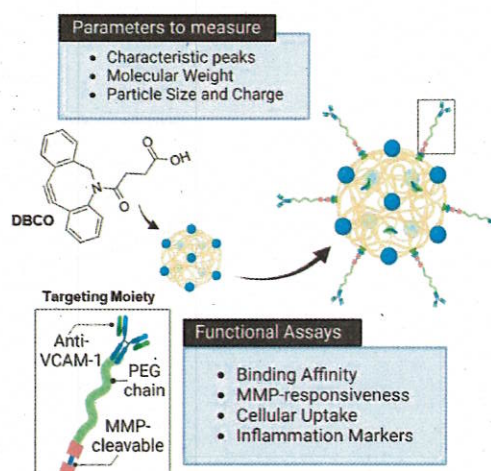 Parameters to measure
• Characteristic peaks
• Molecular Weight
• Particle Size and Charge
OH
N
O
O
DBCO
Targeting Moiety
Anti-
VCAM-1
PEG
chain
MMP-
cleavable
Functional Assays
• Binding Affinity
• MMP-responsiveness
• Cellular Uptake
• Inflammation Markers